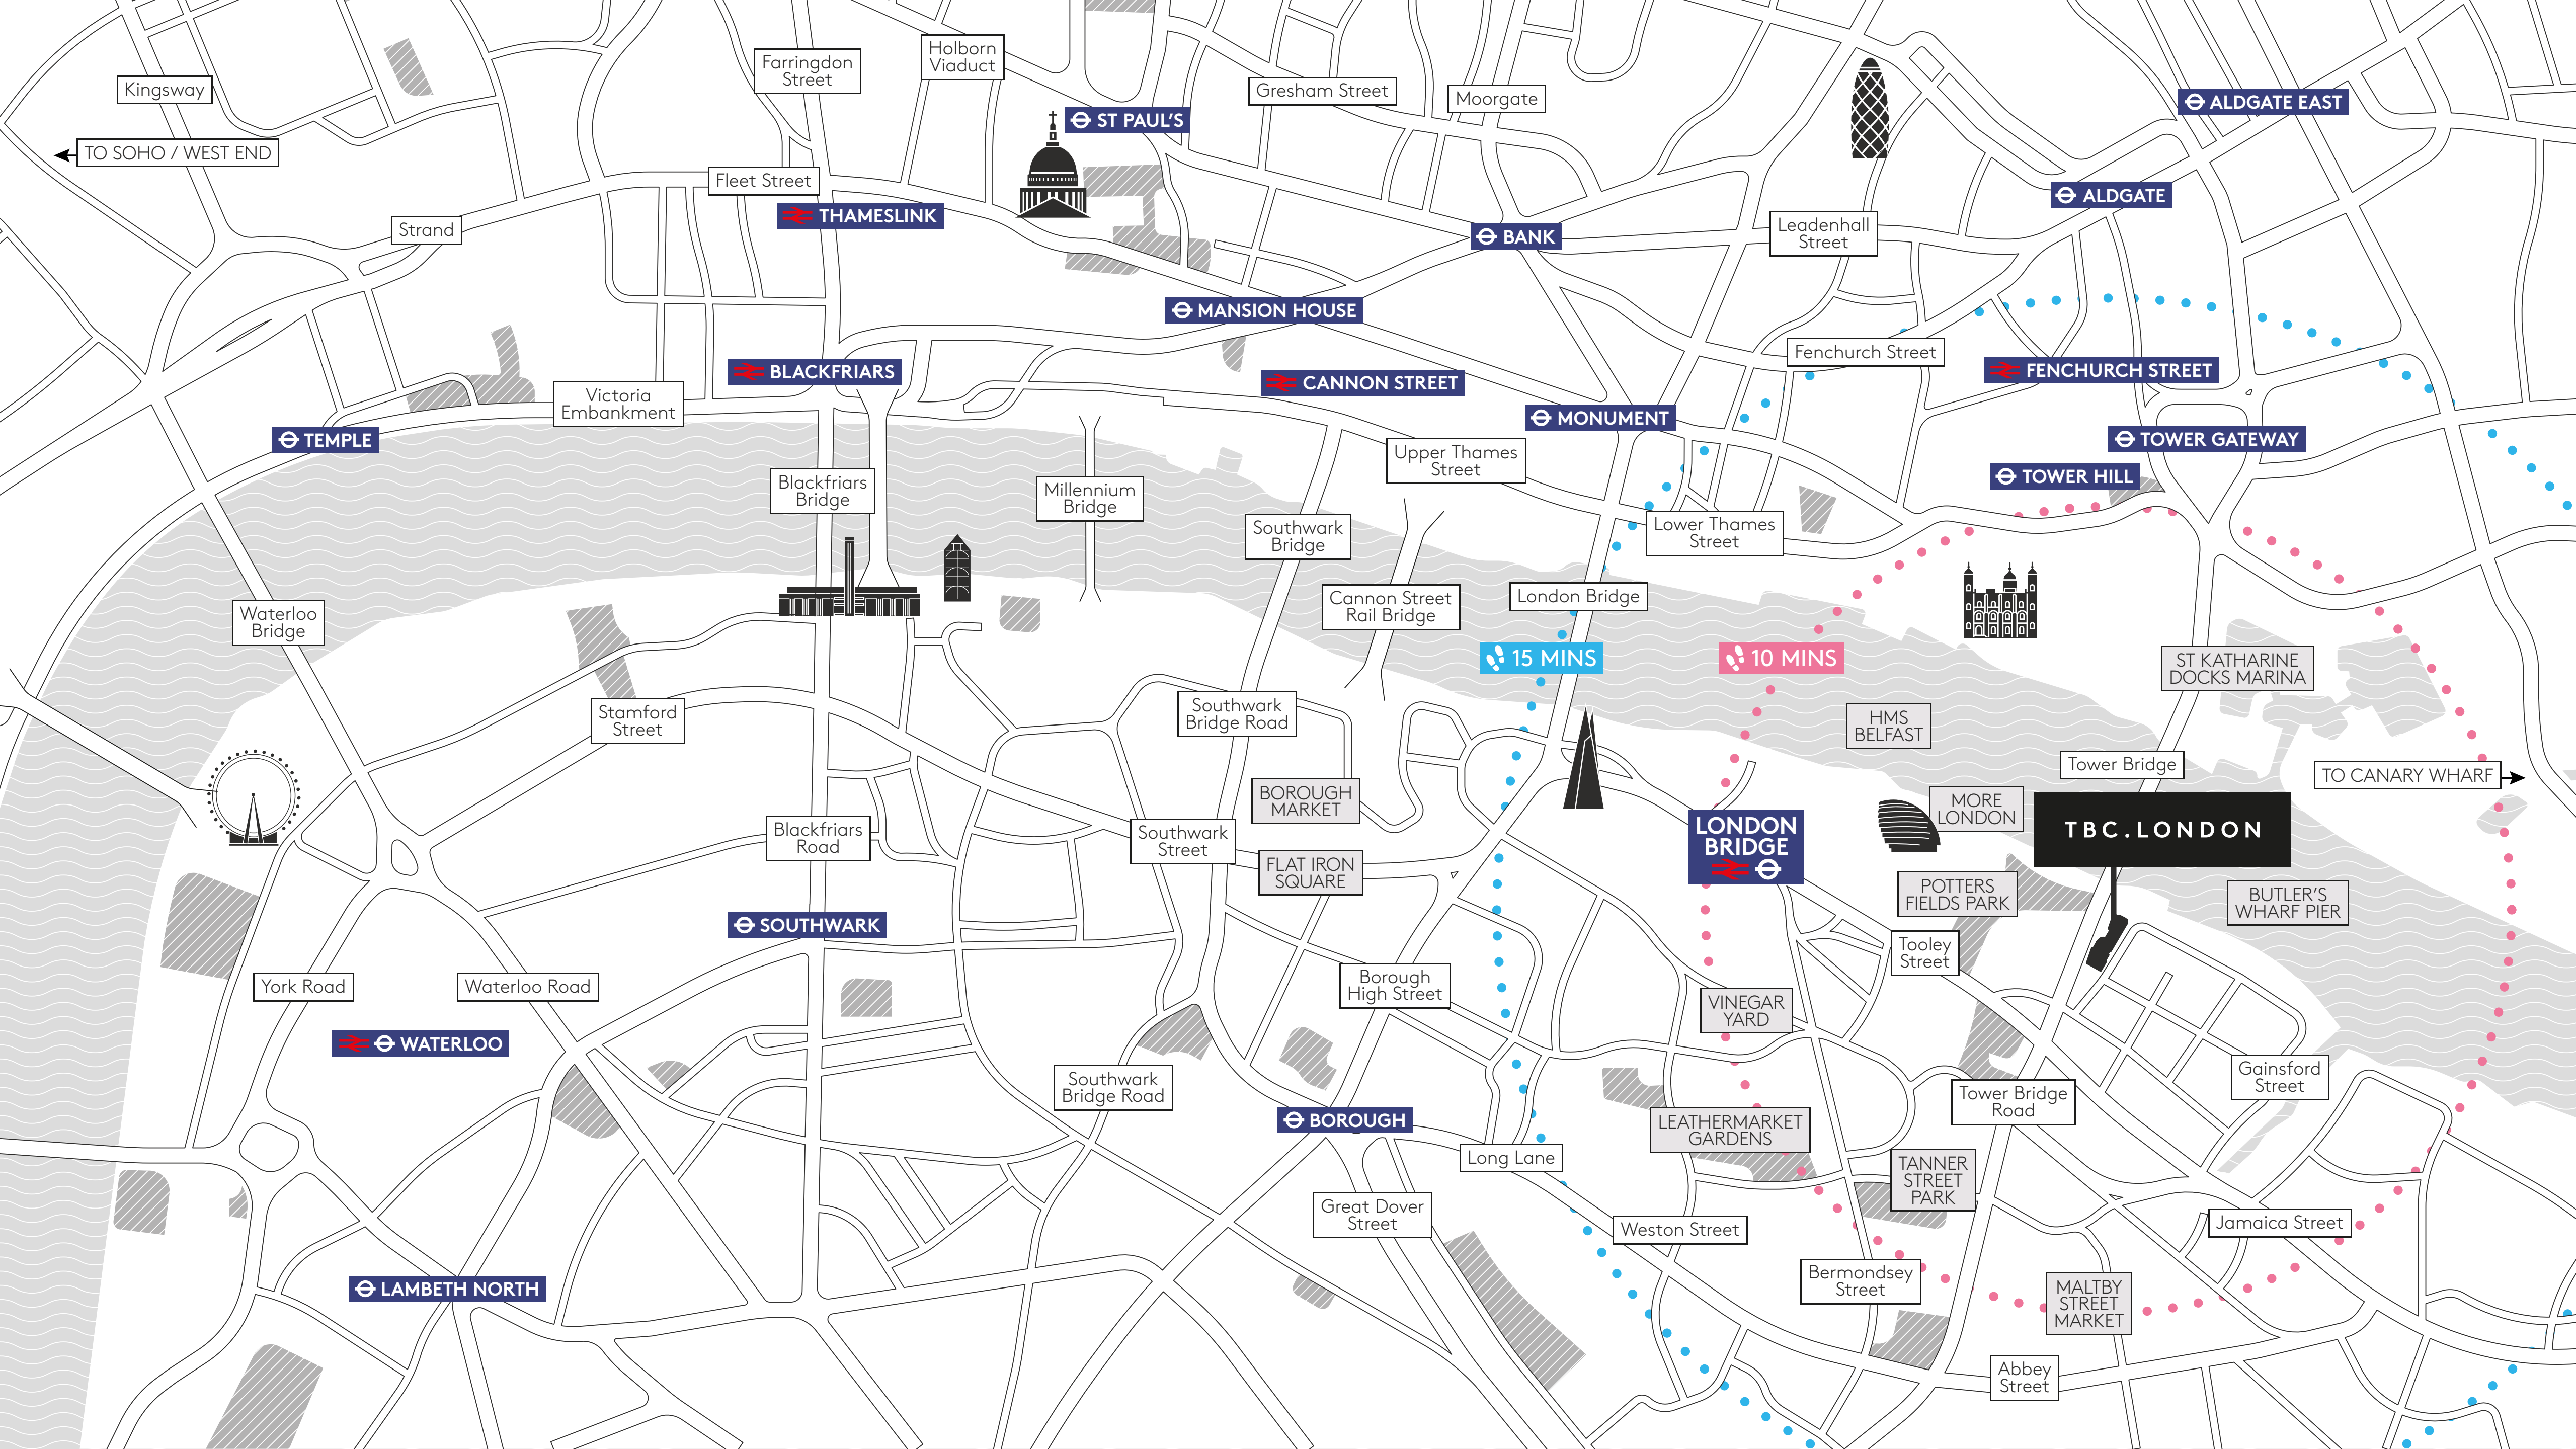 Kingsway
Farringdon
Street
Holborn
Viaduct
Gresham Street
Moorgate
ST PAUL'S
ALDGATE EAST
TO SOHO / WEST END
Fleet Street
THAMESLINK
Strand
BANK
Leadenhall
Street
ALDGATE
MANSION HOUSE
Fenchurch Street
FENCHURCH STREET
BLACKFRIARS
CANNON STREET
Victoria
Embankment
MONUMENT
TEMPLE
TOWER GATEWAY
Upper Thames
Street
TOWER HILL
Blackfriars
Bridge
Millennium
Bridge
Southwark
Bridge
Lower Thames
Street
Waterloo
Bridge
Cannon Street
Rail Bridge
London Bridge
15 MINS
10 MINS
ST KATHARINE
DOCKS MARINA
Stamford
Street
Southwark
Bridge Road
HMS
BELFAST
Tower Bridge
TO CANARY WHARF
BOROUGH
MARKET
MORE
LONDON
TBC.LONDON
Blackfriars
Road
Southwark
Street
LONDON
BRIDGE
FLAT IRON
SQUARE
POTTERS
FIELDS PARK
BUTLER'S
WHARF PIER
SOUTHWARK
Tooley
Street
York Road
Waterloo Road
Borough
High Street
VINEGAR
YARD
WATERLOO
Southwark
Bridge Road
Gainsford
Street
Tower Bridge
Road
BOROUGH
LEATHERMARKET
GARDENS
Long Lane
TANNER
STREET
PARK
Great Dover
Street
Weston Street
Jamaica Street
LAMBETH NORTH
Bermondsey
Street
MALTBY
STREET
MARKET
Abbey
Street